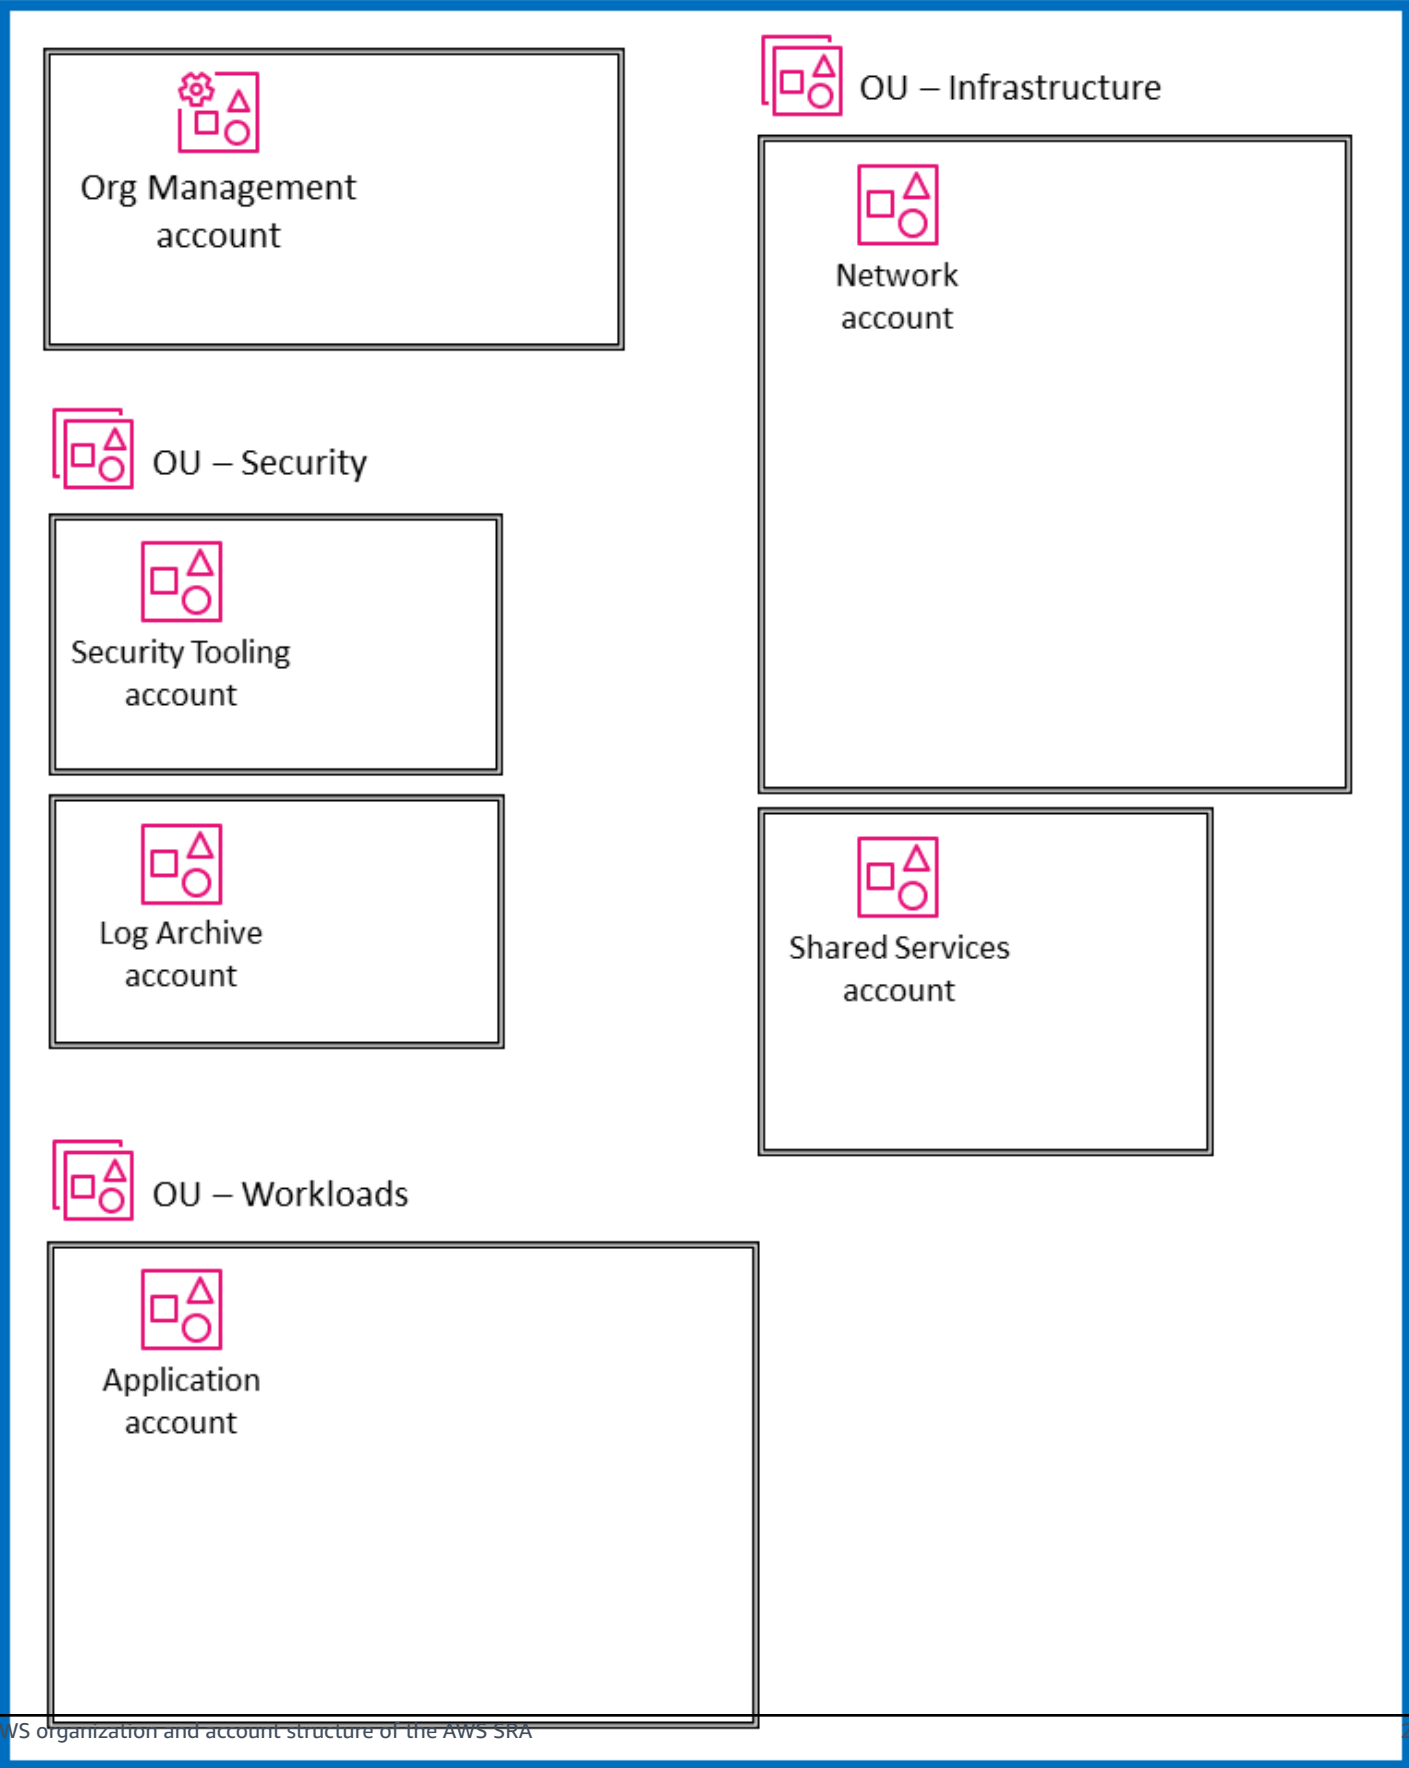 Org Management
account
OU – Security
Security Tooling
account
Log Archive
account
OU – Workloads
Application
account
OU – Infrastructure
Network
account
Shared Services
account
WS organization and account structure of the AWS SRA